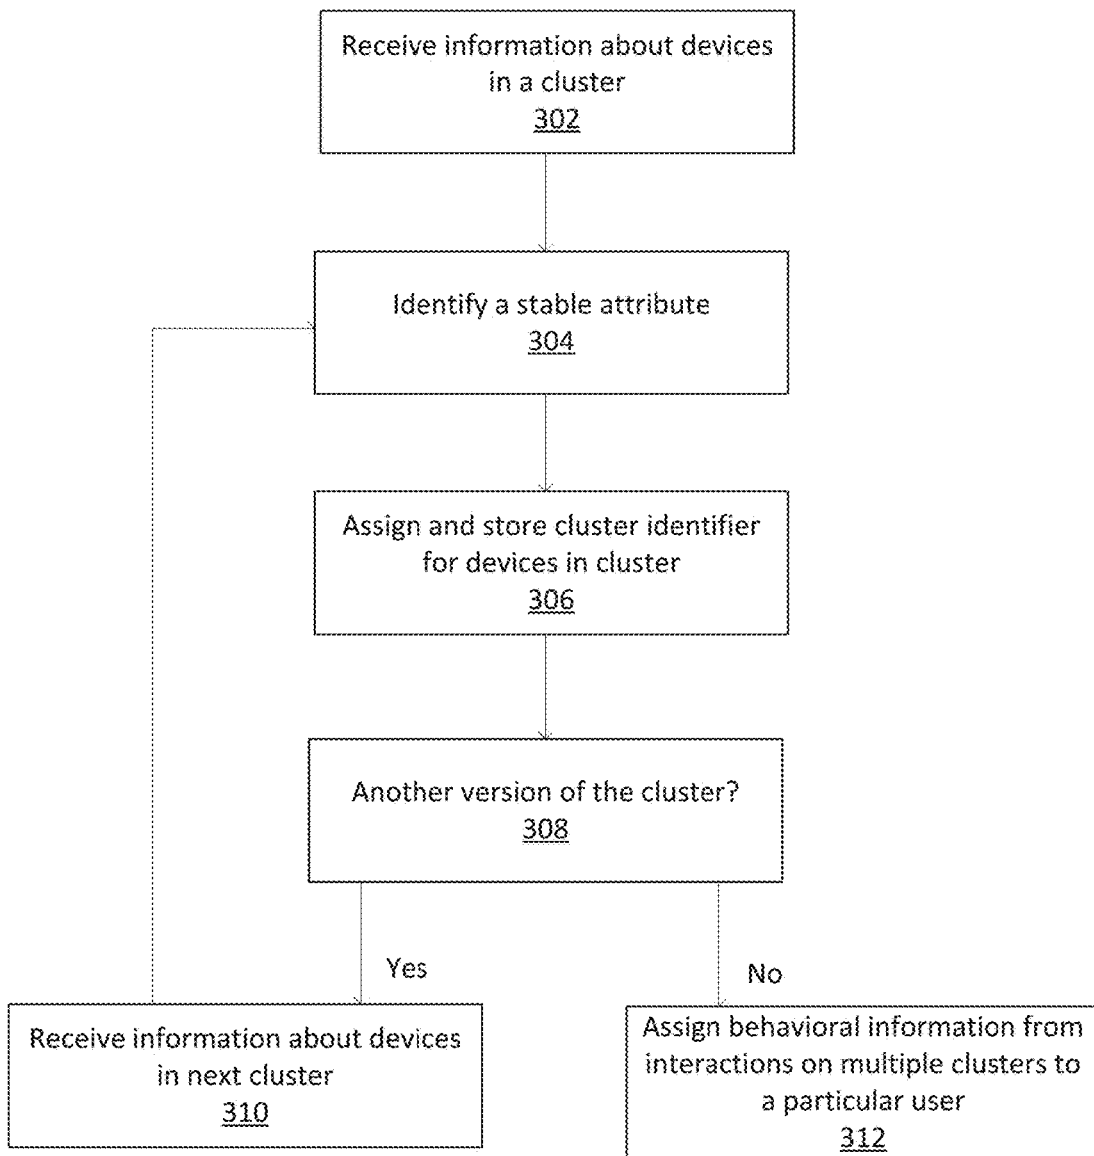 Receive information about devices
in a cluster
302
Identify a stable attribute
304
Assign and store cluster identifier
for devices in cluster
306
Another version of the cluster?
308
Yes
No
Receive information about devices
in next cluster
310
Assign behavioral information from
interactions on multiple clusters to
a particular user
312